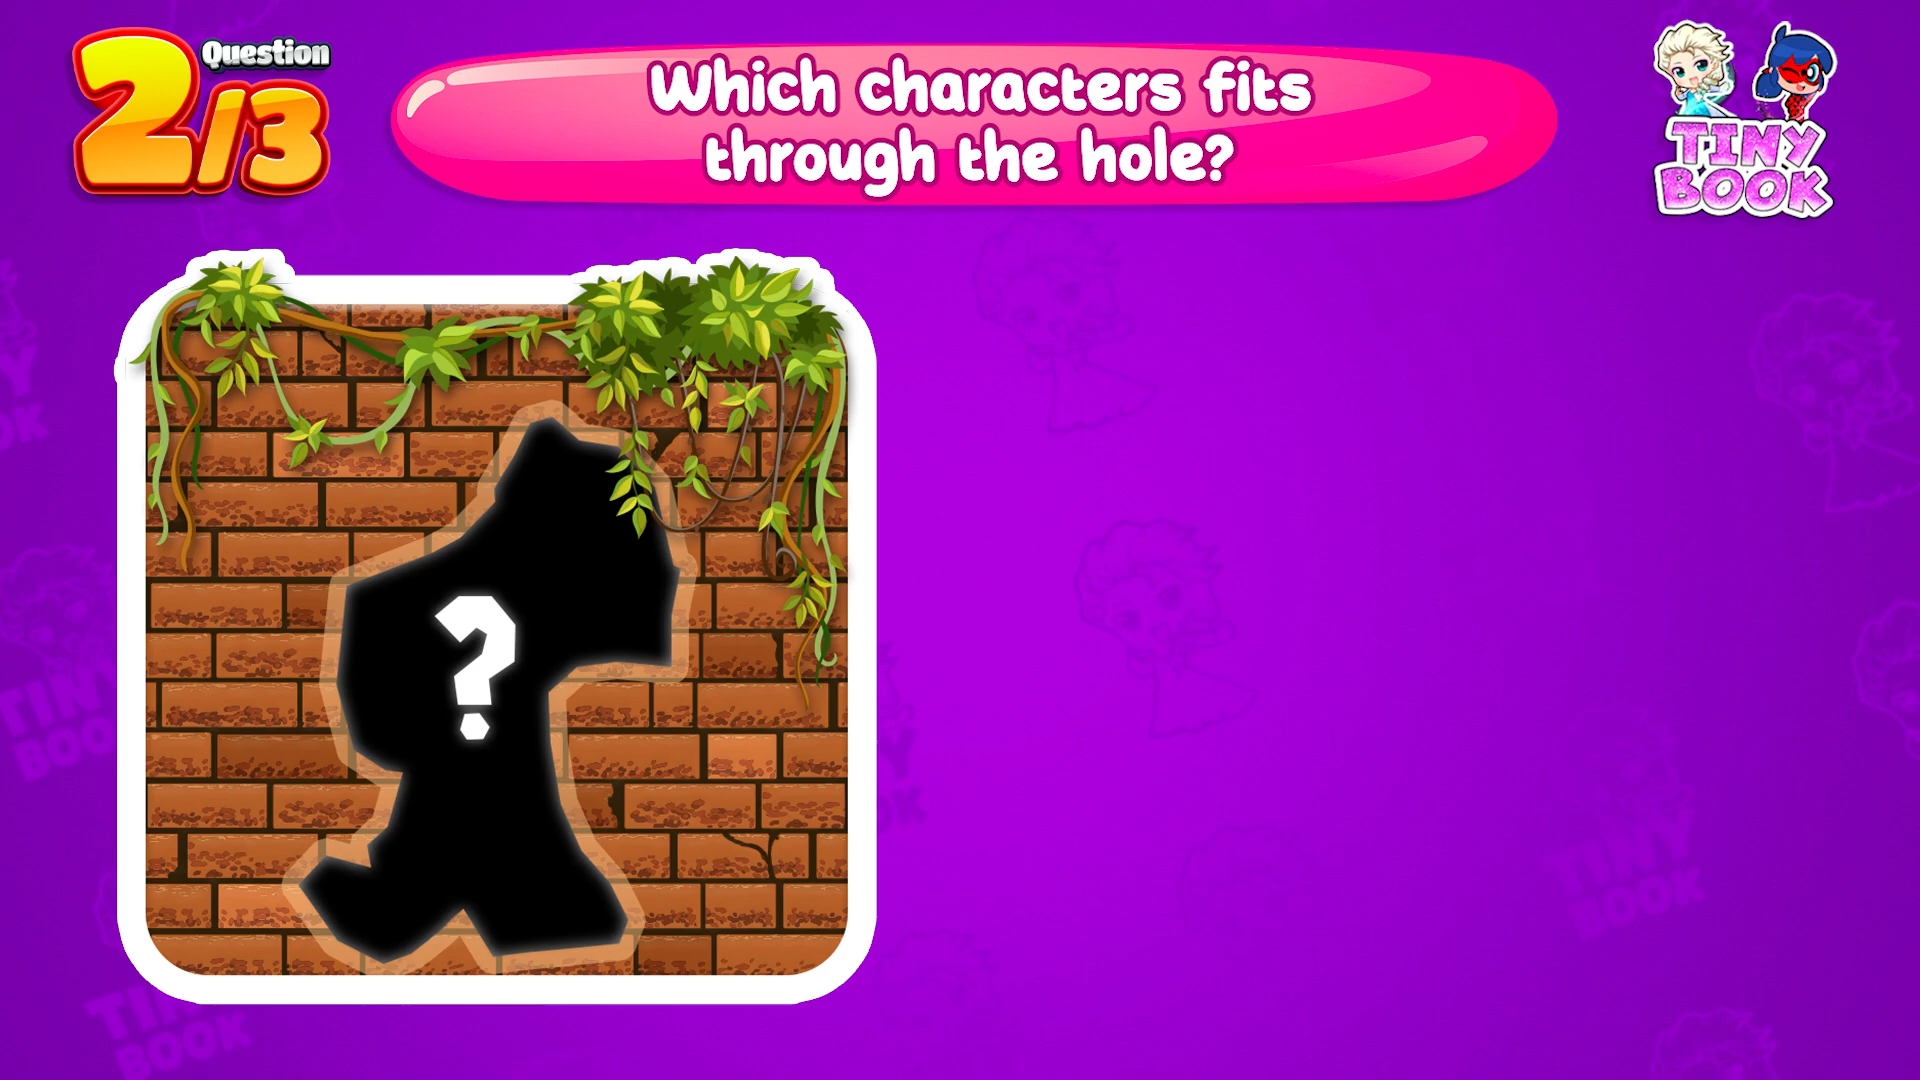 2/3
Question
Which characters fits
through the hole?
TINY
BOOK
?